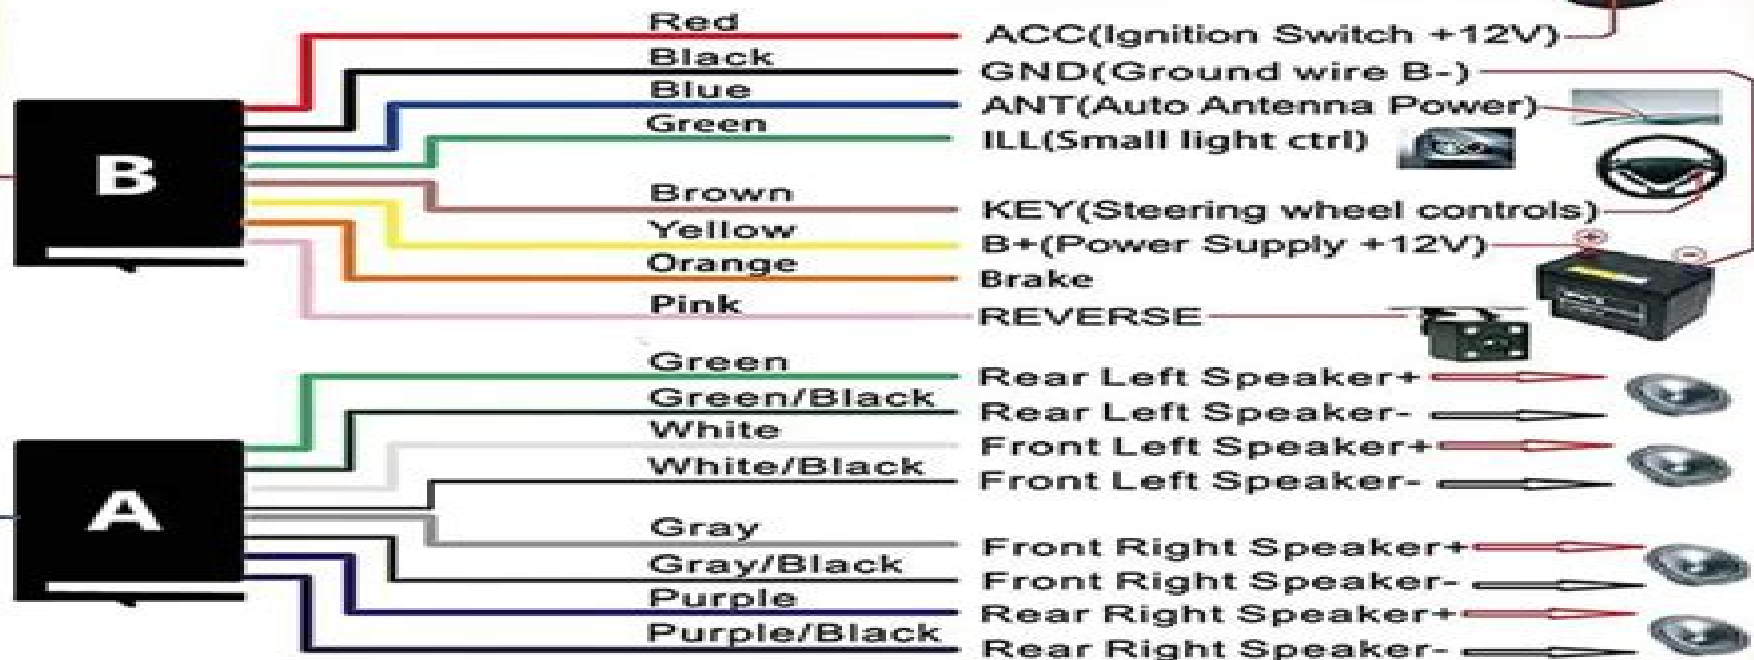 Red
ACC(Ignition Switch +12V)
Black
GND(Ground wire B-)
Blue
ANT(Auto Antenna Power)
Green
ILL(Small light ctrl)
B
Brown
KEY(Steering wheel controls)
Yellow
B+(Power Supply +12V)
Orange
Brake
Pink
REVERSE
Green
Rear Left Speaker+
Green/Black
Rear Left Speaker-
White
Front Left Speaker+
White/Black
Front Left Speaker-
A
Gray
Front Right Speaker+
Gray/Black
Front Right Speaker-
Purple
Rear Right Speaker+
Purple/Black
Rear Right Speaker-